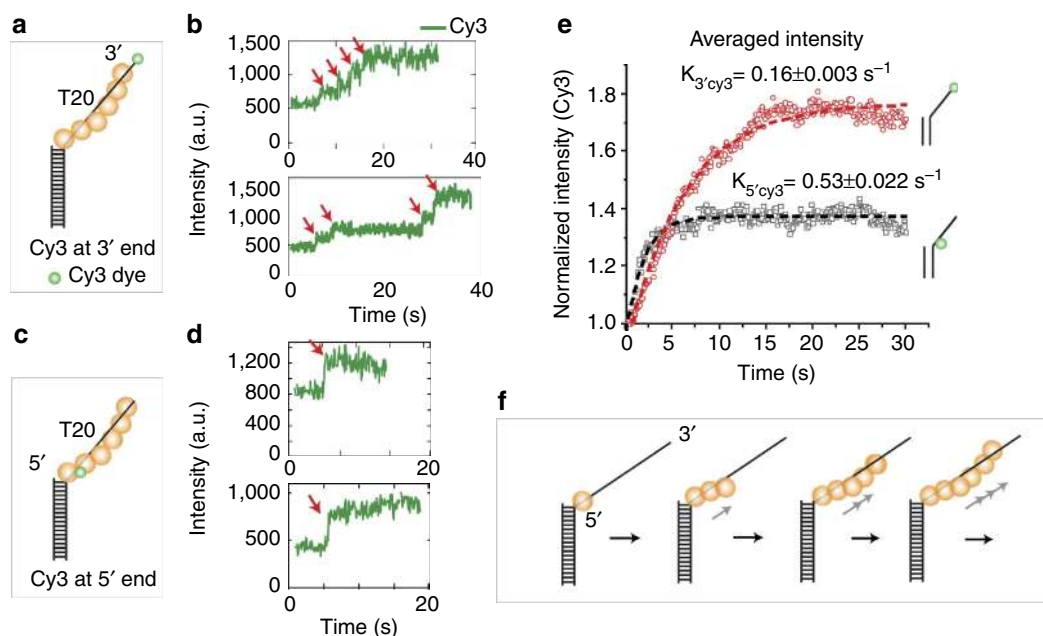 a
3′
T20
Cy3 at 3′ end
Cy3 dye
b
Cy3
1,500
1,000
500
0
0 20 40
1,500
1,000
500
0
0 20 40
Intensity (a.u.)
Time (s)
c
T20
5′
Cy3 at 5′ end
d
1,200
800
400
0
0 20
1,000
500
0
0 20
Intensity (a.u.)
Time (s)
e
Averaged intensity
K3′cy3= 0.16±0.003 s–1
K5′cy3= 0.53±0.022 s–1
1.8
1.6
1.4
1.2
1.0
0 5 10 15 20 25 30
Normalized intensity (Cy3)
Time (s)
f
3′
5′